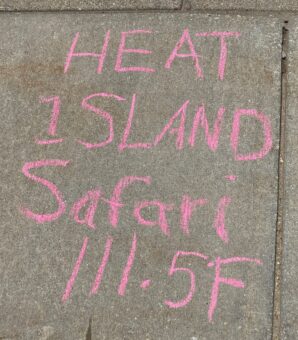 HEAT
ISLAND
Safari
111.5F